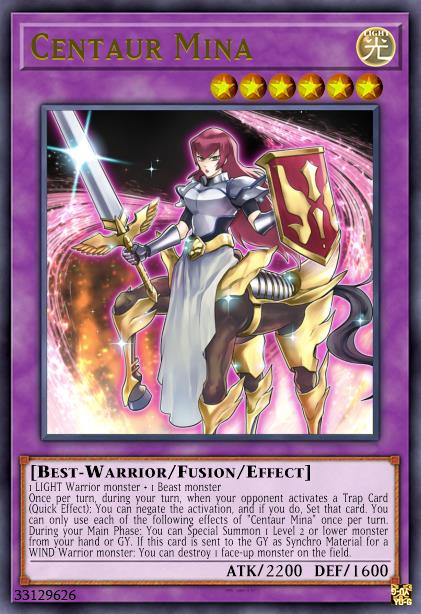 Centaur Mina
LIGHT
光
[Best-Warrior/Fusion/Effect]
1 LIGHT Warrior monster + 1 Beast monster
Once per turn, during your turn, when your opponent activates a Trap Card
(Quick Effect): You can negate the activation, and if you do, Set that card. You
can only use each of the following effects of "Centaur Mina" once per turn.
During your Main Phase: You can Special Summon 1 Level 2 or lower monster
from your hand or GY. If this card is sent to the GY as Synchro Material for a
WIND Warrior monster: You can destroy 1 face-up monster on the field.
ATK/2200 DEF/1600
33129626